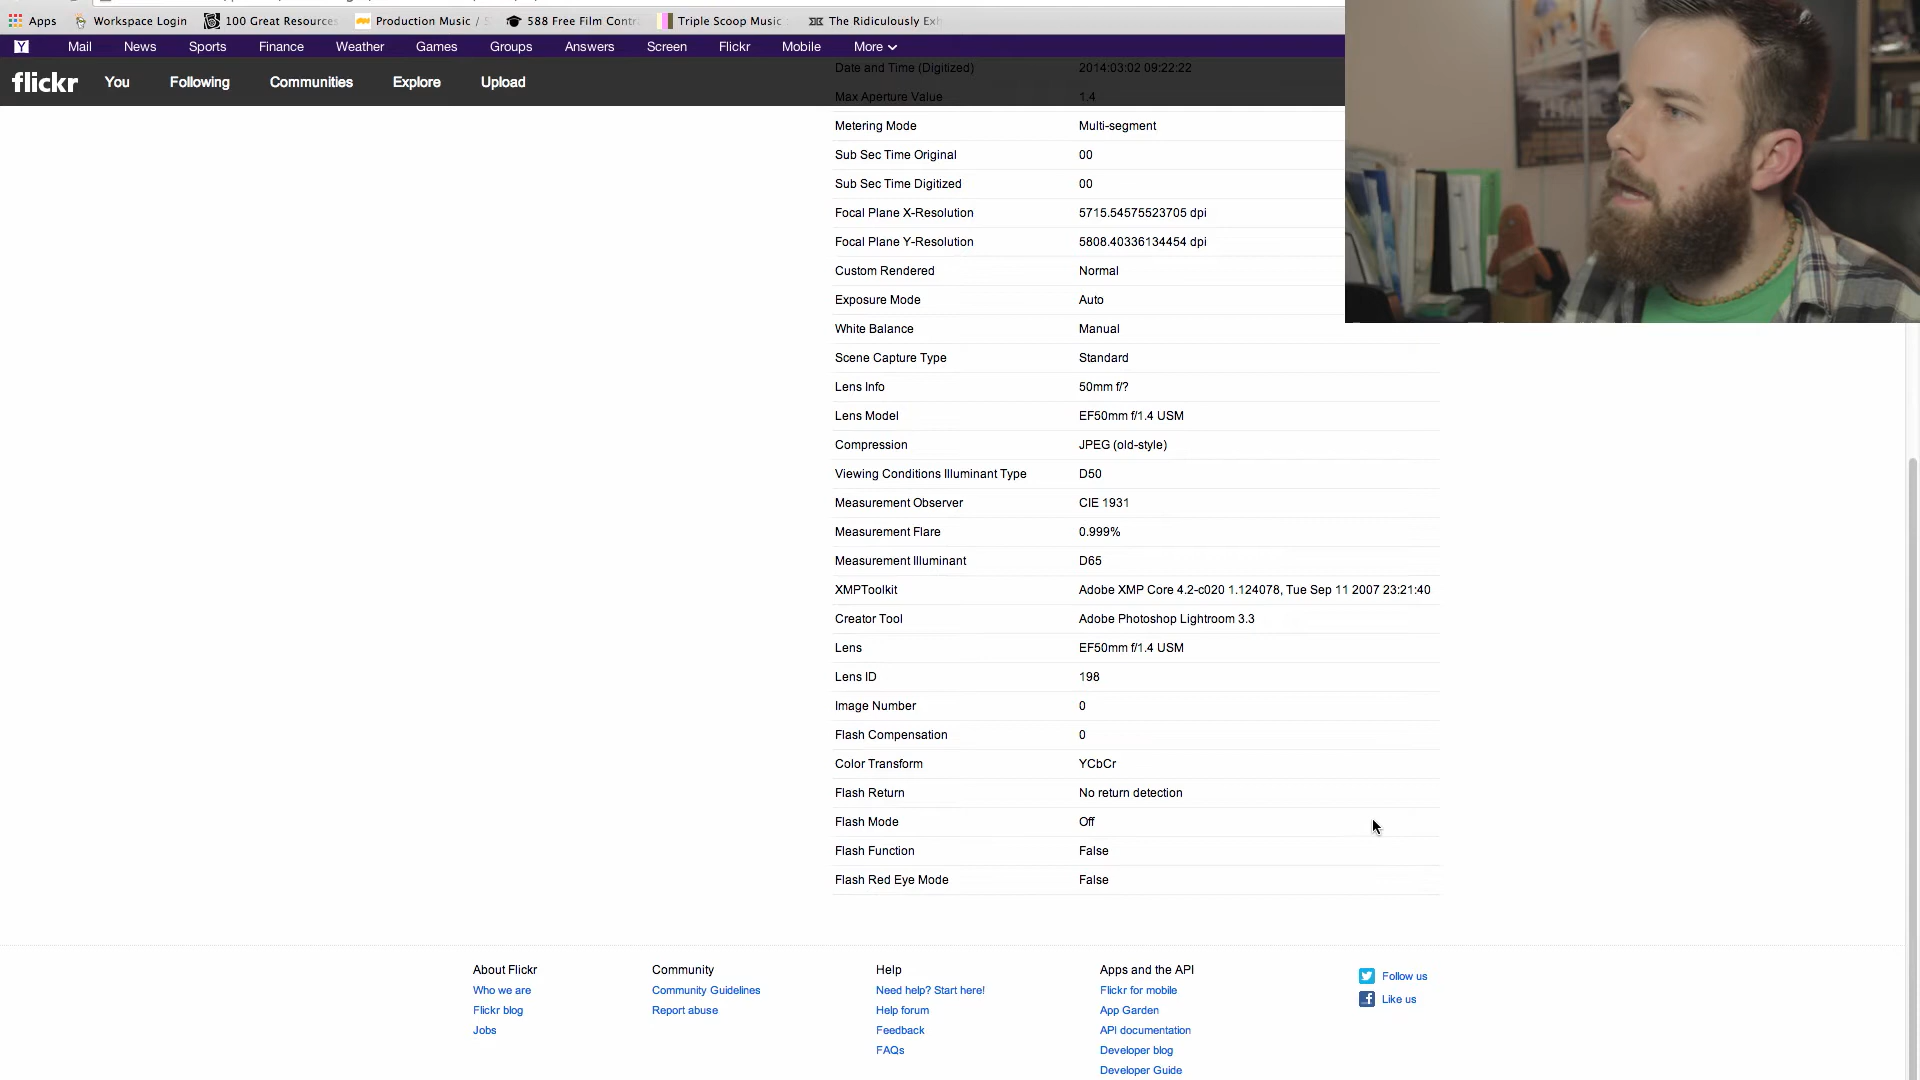 Apps Workspace Login 100 Great Resources Production Music / 588 Free Film Contr Triple Scoop Music The Ridiculously Exh
Y Mail News Sports Finance Weather Games Groups Answers Screen Flickr Mobile More
flickr You Following Communities Explore Upload
Date and Time (Digitized) 2014:03:02 09:22:22
Max Aperture Value 1.4
Metering Mode Multi-segment
Sub Sec Time Original 00
Sub Sec Time Digitized 00
Focal Plane X-Resolution 5715.54575523705 dpi
Focal Plane Y-Resolution 5808.40336134454 dpi
Custom Rendered Normal
Exposure Mode Auto
White Balance Manual
Scene Capture Type Standard
Lens Info 50mm f/?
Lens Model EF50mm f/1.4 USM
Compression JPEG (old-style)
Viewing Conditions Illuminant Type D50
Measurement Observer CIE 1931
Measurement Flare 0.999%
Measurement Illuminant D65
XMPToolkit Adobe XMP Core 4.2-c020 1.124078, Tue Sep 11 2007 23:21:40
Creator Tool Adobe Photoshop Lightroom 3.3
Lens EF50mm f/1.4 USM
Lens ID 198
Image Number 0
Flash Compensation 0
Color Transform YCbCr
Flash Return No return detection
Flash Mode Off
Flash Function False
Flash Red Eye Mode False
About Flickr Community Help Apps and the API
Who we are Community Guidelines Need help? Start here! Flickr for mobile Follow us
Flickr blog Report abuse Help forum App Garden Like us
Jobs Feedback API documentation
FAQs Developer blog
Developer Guide